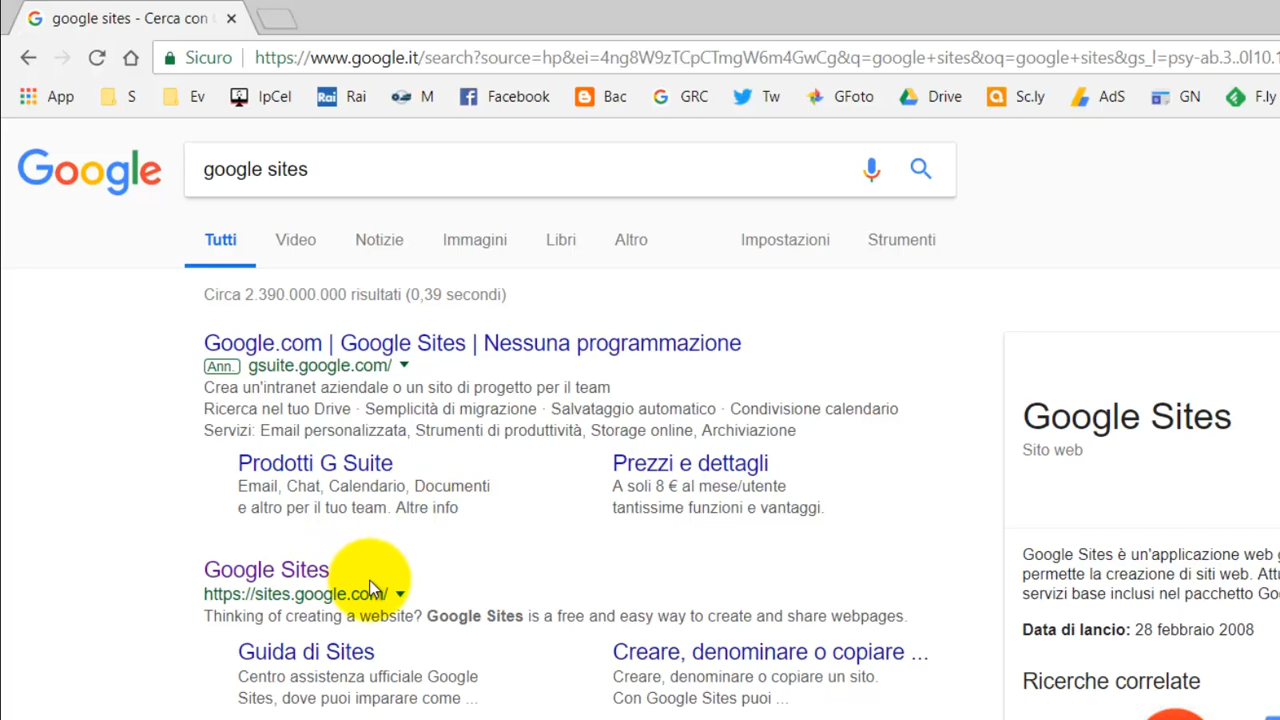 google sites - Cerca con
Sicuro
https://www.google.it/search?source=hp&ei=4ng8W9zTCpCTmgW6m4GwCg&q=google+sites&oq=google+sites&gs_l=psy-ab.3..0l10.1
App S Ev IpCel Rai Rai M Facebook Bac GRC Tw GFoto Drive Sc.ly AdS GN F.ly
Google
google sites
Tutti Video Notizie Immagini Libri Altro Impostazioni Strumenti
Circa 2.390.000.000 risultati (0,39 secondi)
Google.com | Google Sites | Nessuna programmazione
Ann. gsuite.google.com/
Crea un'intranet aziendale o un sito di progetto per il team
Ricerca nel tuo Drive · Semplicità di migrazione · Salvataggio automatico · Condivisione calendario
Servizi: Email personalizzata, Strumenti di produttività, Storage online, Archiviazione
Prodotti G Suite
Email, Chat, Calendario, Documenti
e altro per il tuo team. Altre info
Prezzi e dettagli
A soli 8 € al mese/utente
tantissime funzioni e vantaggi.
Google Sites
https://sites.google.com/
Thinking of creating a website? Google Sites is a free and easy way to create and share webpages.
Guida di Sites
Centro assistenza ufficiale Google
Sites, dove puoi imparare come ...
Creare, denominare o copiare ...
Creare, denominare o copiare un sito.
Con Google Sites puoi ...
Google Sites
Sito web
Google Sites è un'applicazione web g
permette la creazione di siti web. Attu
servizi base inclusi nel pacchetto Go
Data di lancio: 28 febbraio 2008
Ricerche correlate